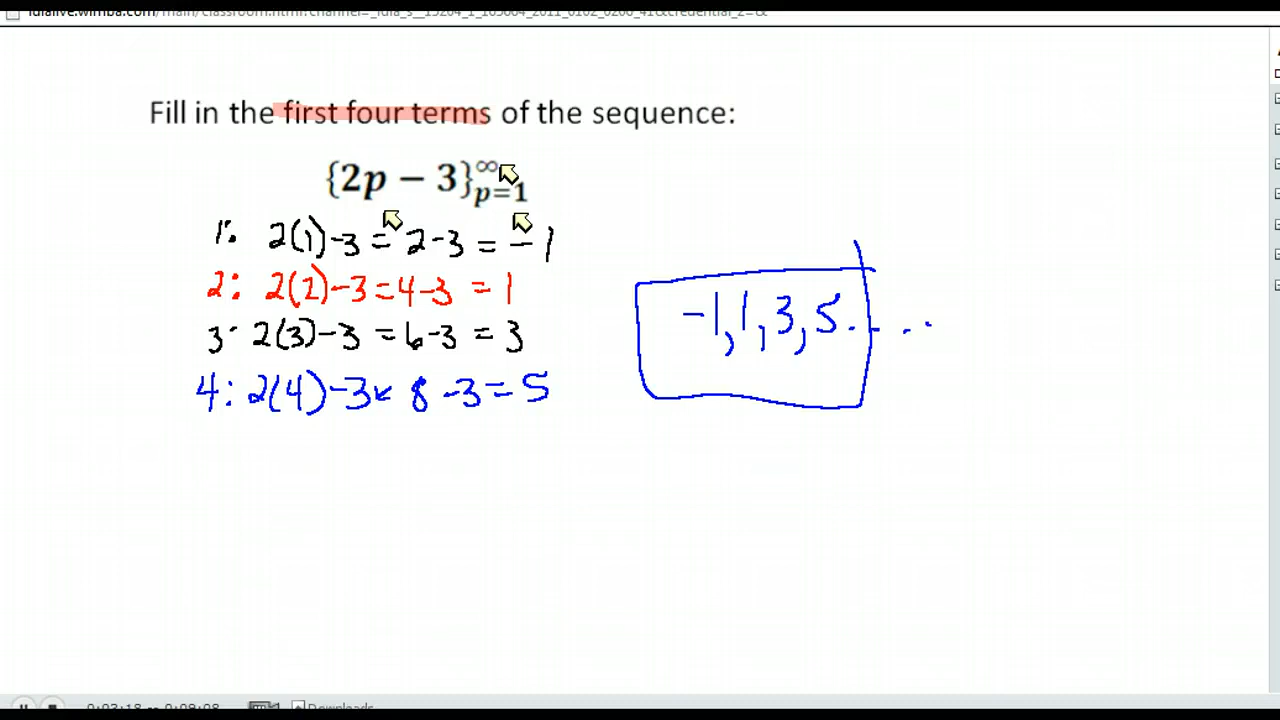 Fill in the first four terms of the sequence:
{2p − 3}∞p=1
1: 2(1)-3 = 2-3 = -1
2: 2(2)-3=4-3 = 1
3: 2(3)-3 = 6-3 = 3
4: 2(4)-3= 8-3=5
-1, 1, 3, 5. . . .
Downloads